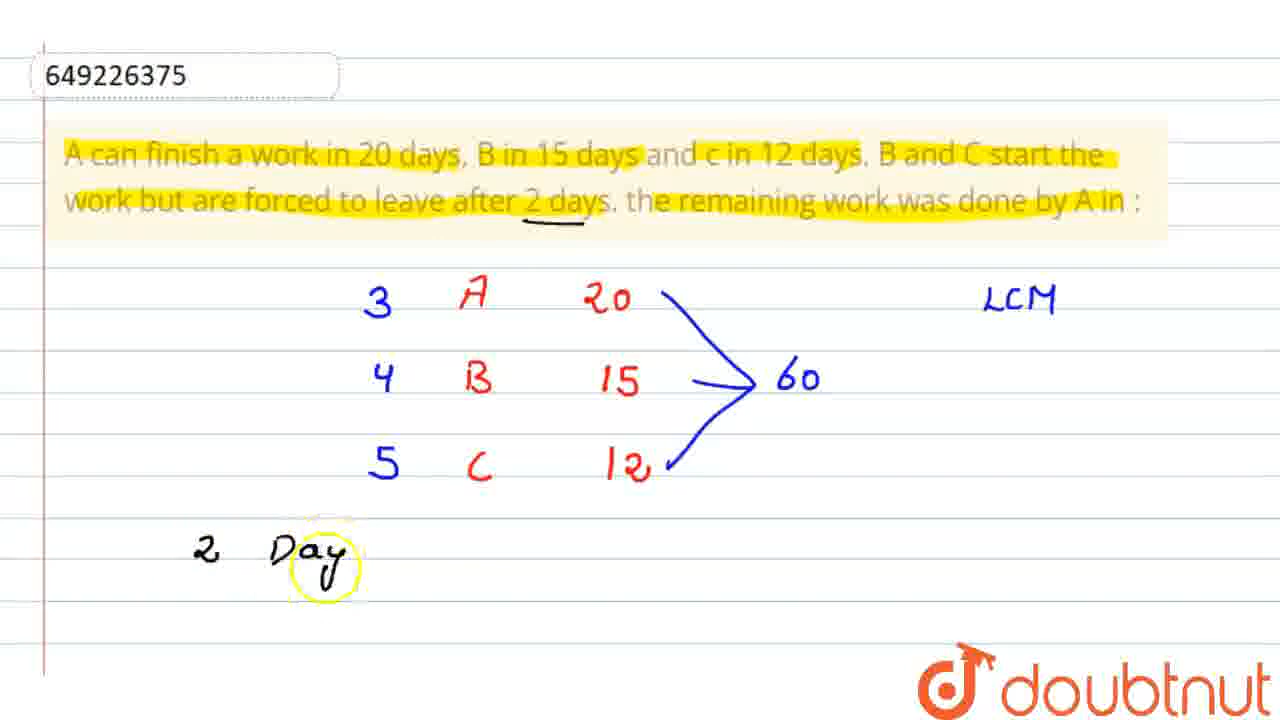 649226375
A can finish a work in 20 days, B in 15 days and c in 12 days. B and C start the
work but are forced to leave after 2 days. the remaining work was done by A in :
3 A 20 LCM
4 B 15 60
5 C 12
2 Day
doubtnut